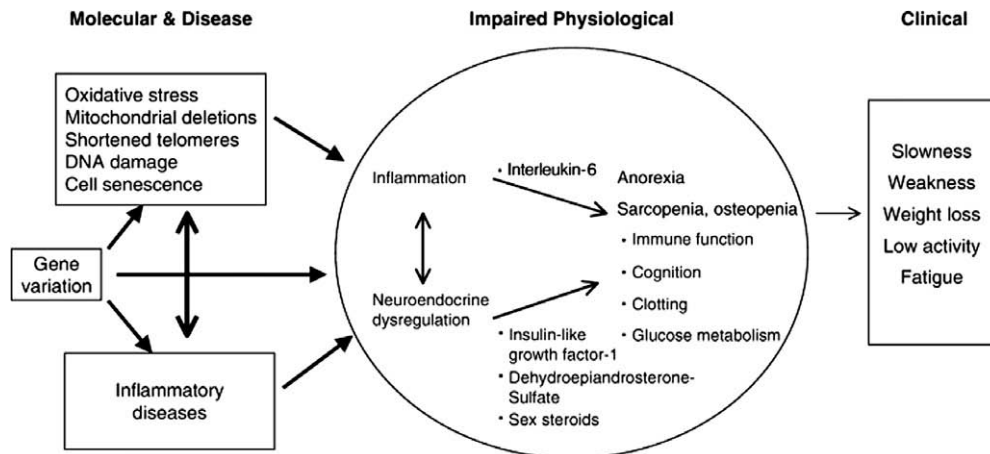 Molecular & Disease
Impaired Physiological
Clinical
Oxidative stress
Mitochondrial deletions
Shortened telomeres
DNA damage
Cell senescence
Gene
variation
Inflammatory
diseases
Inflammation
· Interleukin-6
Neuroendocrine
dysregulation
· Insulin-like
growth factor-1
· Dehydroepiandrosterone-
Sulfate
· Sex steroids
Anorexia
Sarcopenia, osteopenia
· Immune function
· Cognition
· Clotting
· Glucose metabolism
Slowness
Weakness
Weight loss
Low activity
Fatigue